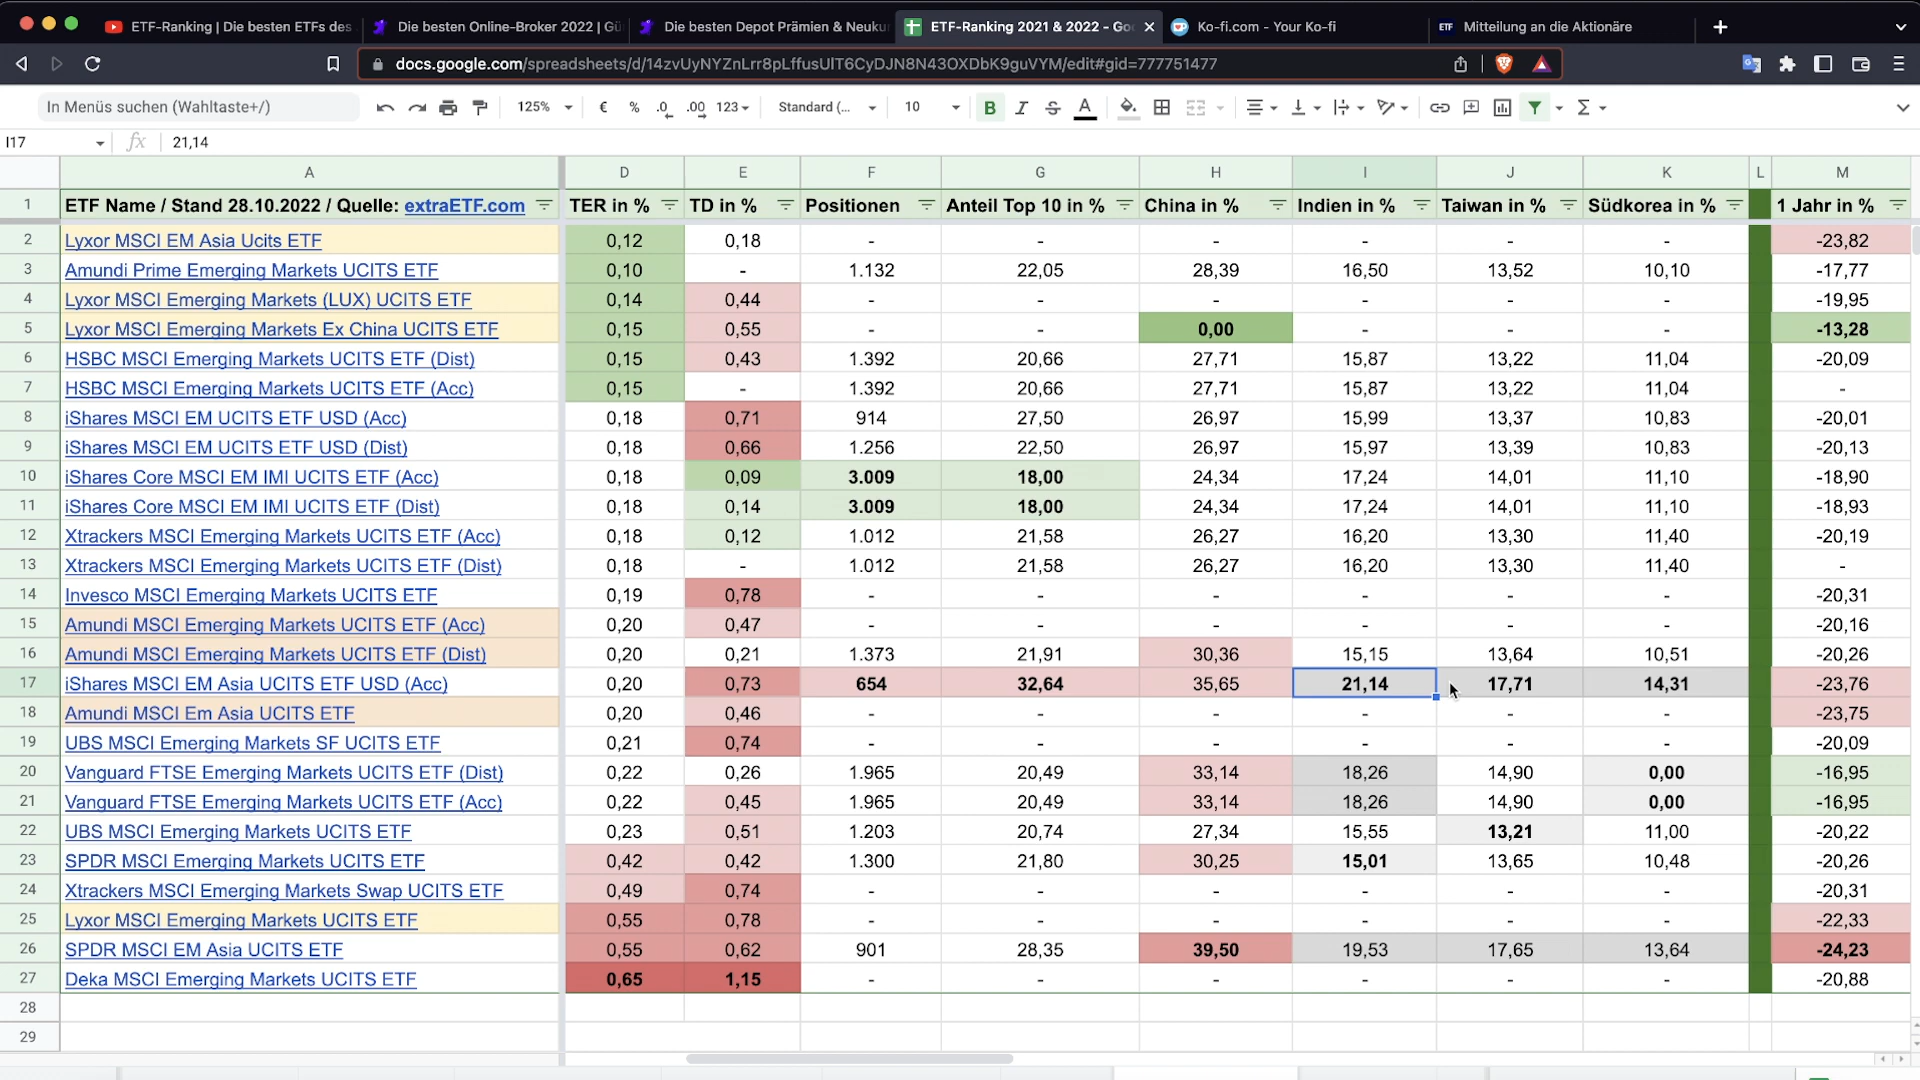 ETF-Ranking | Die besten ETFs des
Die besten Online-Broker 2022 | Gü
Die besten Depot Prämien & Neuku
ETF-Ranking 2021 & 2022 - Go
Ko-fi.com - Your Ko-fi
ETF Mitteilung an die Aktionäre
docs.google.com/spreadsheets/d/14zvUyNYZnLrr8pLffusUIT6CyDJN8N43OXDbK9guVYM/edit#gid=777751477
In Menüs suchen (Wahltaste+/) 125% € % .0 .00 123 Standard (... 10 B I S A
I17 fx 21,14
A D E F G H I J K L M
1 ETF Name / Stand 28.10.2022 / Quelle: extraETF.com TER in % TD in % Positionen Anteil Top 10 in % China in % Indien in % Taiwan in % Südkorea in % 1 Jahr in %
2 Lyxor MSCI EM Asia Ucits ETF 0,12 0,18 - - - - - - -23,82
3 Amundi Prime Emerging Markets UCITS ETF 0,10 - 1.132 22,05 28,39 16,50 13,52 10,10 -17,77
4 Lyxor MSCI Emerging Markets (LUX) UCITS ETF 0,14 0,44 - - - - - - -19,95
5 Lyxor MSCI Emerging Markets Ex China UCITS ETF 0,15 0,55 - - 0,00 - - - -13,28
6 HSBC MSCI Emerging Markets UCITS ETF (Dist) 0,15 0,43 1.392 20,66 27,71 15,87 13,22 11,04 -20,09
7 HSBC MSCI Emerging Markets UCITS ETF (Acc) 0,15 - 1.392 20,66 27,71 15,87 13,22 11,04 -
8 iShares MSCI EM UCITS ETF USD (Acc) 0,18 0,71 914 27,50 26,97 15,99 13,37 10,83 -20,01
9 iShares MSCI EM UCITS ETF USD (Dist) 0,18 0,66 1.256 22,50 26,97 15,97 13,39 10,83 -20,13
10 iShares Core MSCI EM IMI UCITS ETF (Acc) 0,18 0,09 3.009 18,00 24,34 17,24 14,01 11,10 -18,90
11 iShares Core MSCI EM IMI UCITS ETF (Dist) 0,18 0,14 3.009 18,00 24,34 17,24 14,01 11,10 -18,93
12 Xtrackers MSCI Emerging Markets UCITS ETF (Acc) 0,18 0,12 1.012 21,58 26,27 16,20 13,30 11,40 -20,19
13 Xtrackers MSCI Emerging Markets UCITS ETF (Dist) 0,18 - 1.012 21,58 26,27 16,20 13,30 11,40 -
14 Invesco MSCI Emerging Markets UCITS ETF 0,19 0,78 - - - - - - -20,31
15 Amundi MSCI Emerging Markets UCITS ETF (Acc) 0,20 0,47 - - - - - - -20,16
16 Amundi MSCI Emerging Markets UCITS ETF (Dist) 0,20 0,21 1.373 21,91 30,36 15,15 13,64 10,51 -20,26
17 iShares MSCI EM Asia UCITS ETF USD (Acc) 0,20 0,73 654 32,64 35,65 21,14 17,71 14,31 -23,76
18 Amundi MSCI Em Asia UCITS ETF 0,20 0,46 - - - - - - -23,75
19 UBS MSCI Emerging Markets SF UCITS ETF 0,21 0,74 - - - - - - -20,09
20 Vanguard FTSE Emerging Markets UCITS ETF (Dist) 0,22 0,26 1.965 20,49 33,14 18,26 14,90 0,00 -16,95
21 Vanguard FTSE Emerging Markets UCITS ETF (Acc) 0,22 0,45 1.965 20,49 33,14 18,26 14,90 0,00 -16,95
22 UBS MSCI Emerging Markets UCITS ETF 0,23 0,51 1.203 20,74 27,34 15,55 13,21 11,00 -20,22
23 SPDR MSCI Emerging Markets UCITS ETF 0,42 0,42 1.300 21,80 30,25 15,01 13,65 10,48 -20,26
24 Xtrackers MSCI Emerging Markets Swap UCITS ETF 0,49 0,74 - - - - - - -20,31
25 Lyxor MSCI Emerging Markets UCITS ETF 0,55 0,78 - - - - - - -22,33
26 SPDR MSCI EM Asia UCITS ETF 0,55 0,62 901 28,35 39,50 19,53 17,65 13,64 -24,23
27 Deka MSCI Emerging Markets UCITS ETF 0,65 1,15 - - - - - - -20,88
28
29